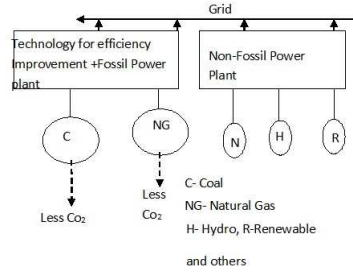 Grid
Technology for efficiency
Improvement +Fossil Power
plant
Non-Fossil Power
Plant
C
NG
N
H
R
Less Co₂
Less
Co₂
C- Coal
NG- Natural Gas
H- Hydro, R-Renewable
and others